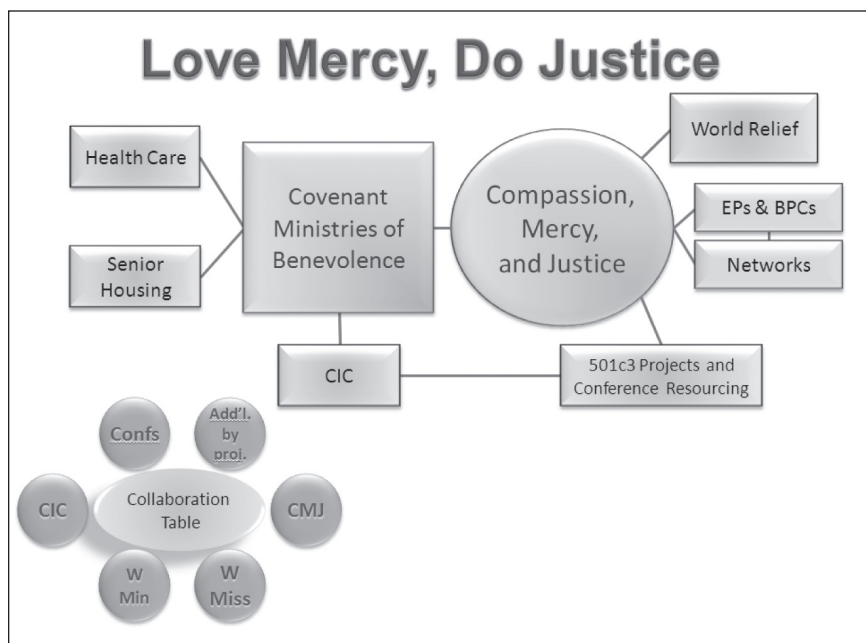 Love Mercy, Do Justice
World Relief
Health Care
Covenant
Ministries of
Benevolence
Compassion,
Mercy,
and Justice
EPs & BPCs
Senior
Housing
Networks
CIC
501c3 Projects and
Conference Resourcing
Confs
Add'l.
by
proj.
CIC
Collaboration
Table
CMJ
W
Min
W
Miss